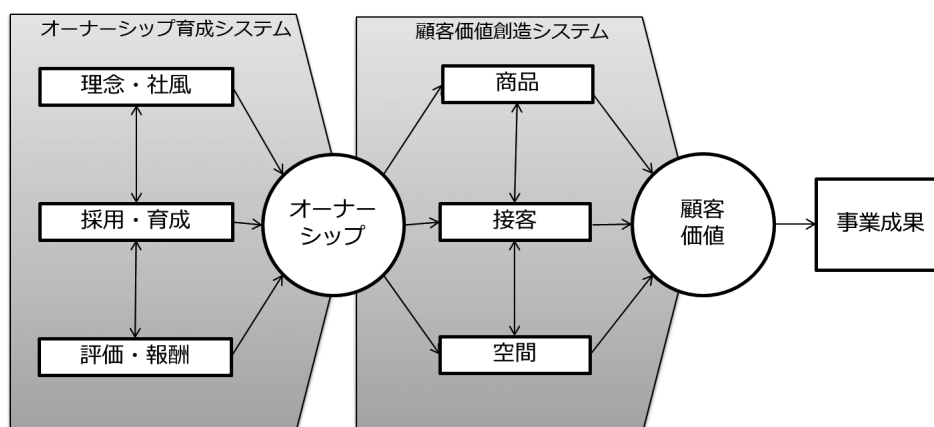 オーナーシップ育成システム
理念・社風
採用・育成
評価・報酬
オーナー
シップ
顧客価値創造システム
商品
接客
空間
顧客
価値
事業成果